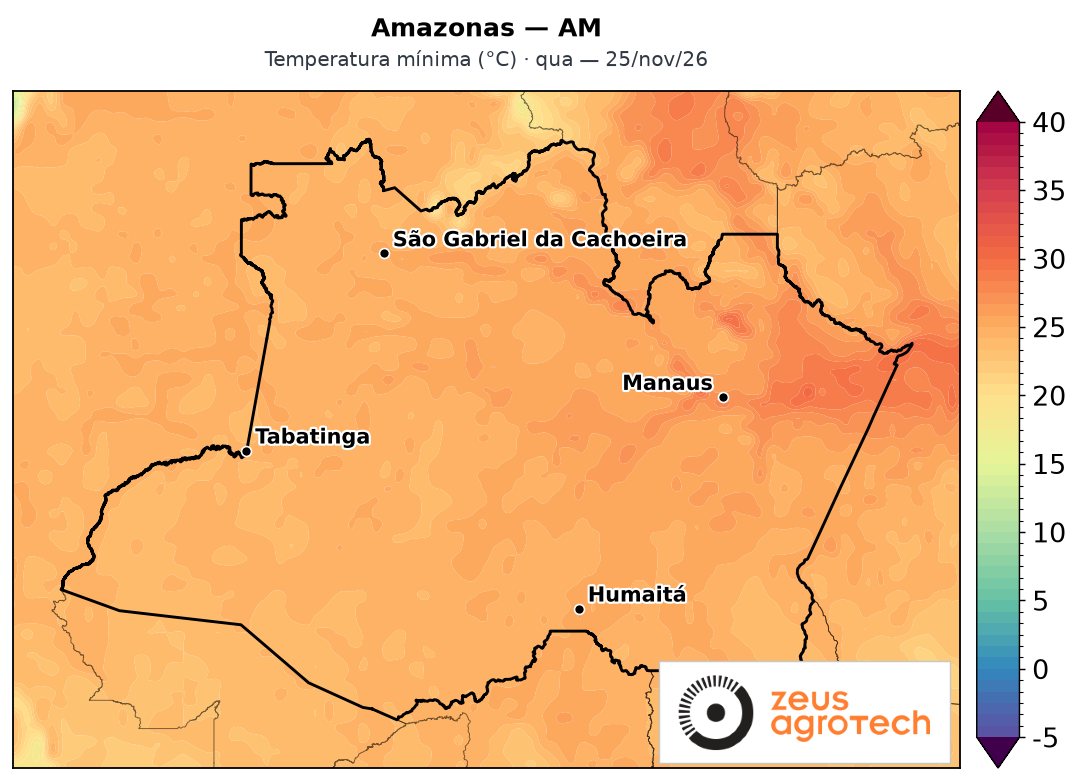 Amazonas — AM
Temperatura mínima (°C) · qua — 25/nov/26
São Gabriel da Cachoeira
Manaus
Tabatinga
Humaitá
zeus
agrotech
40
35
30
25
20
15
10
5
0
-5